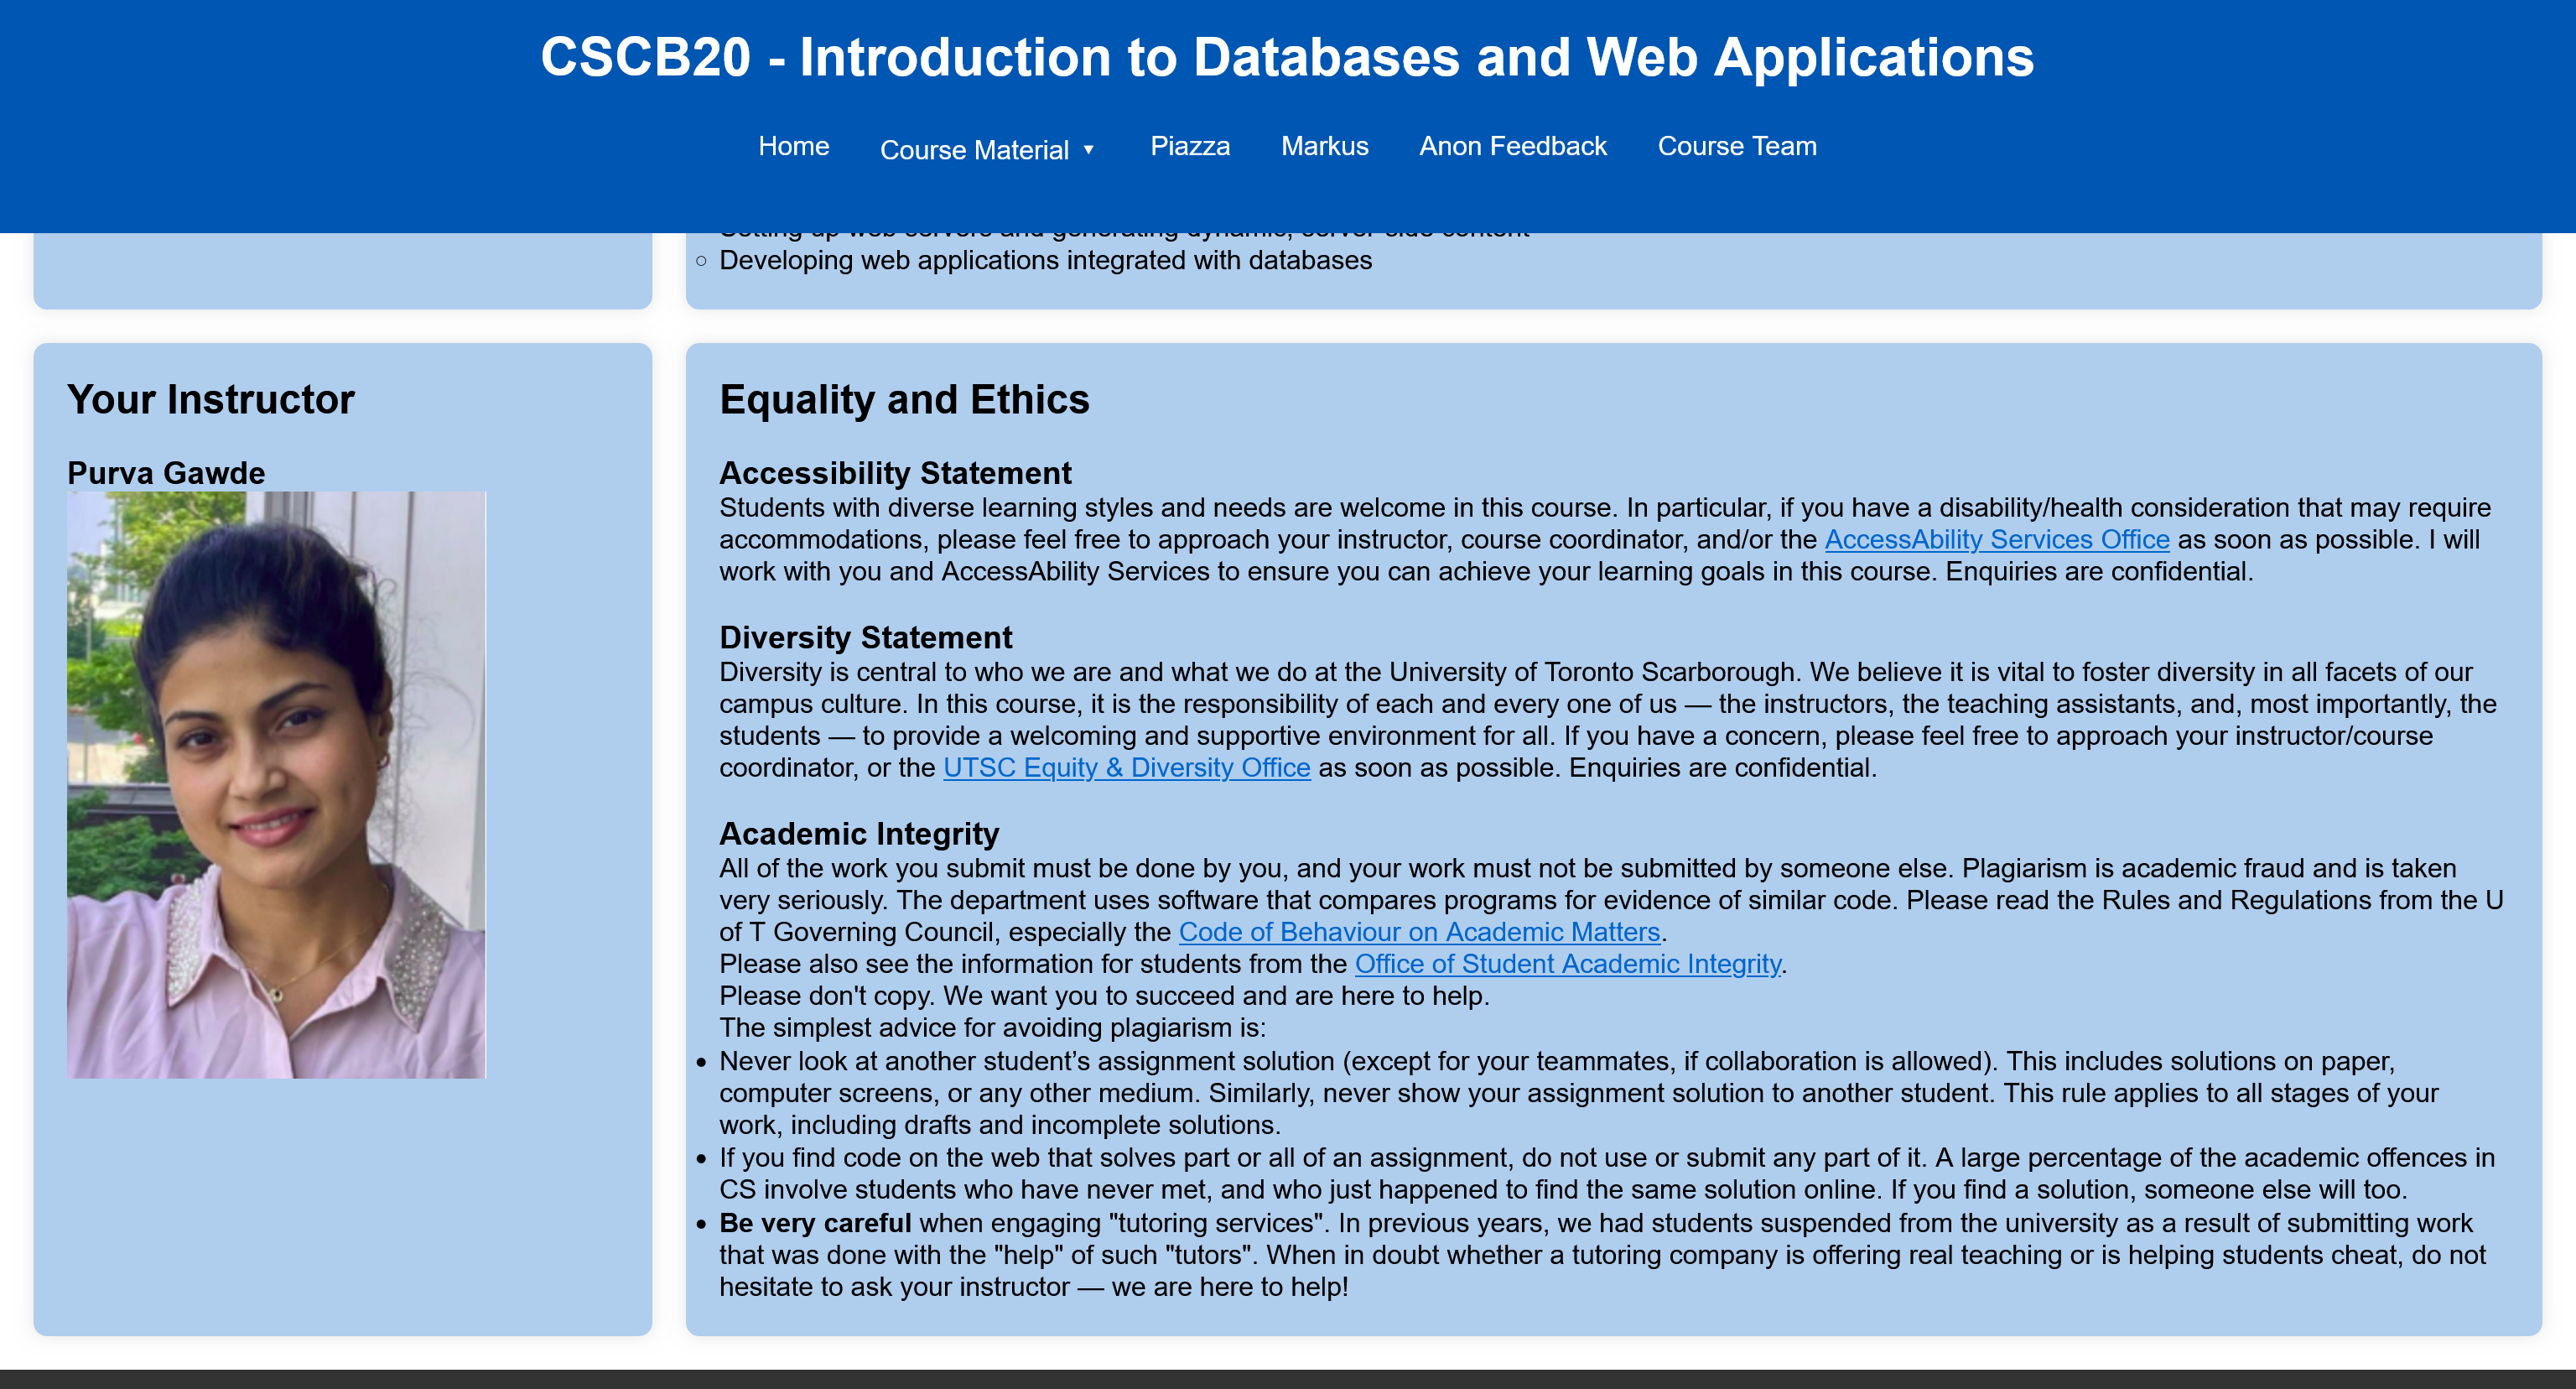 CSCB20 - Introduction to Databases and Web Applications
Home Course Material ▼ Piazza Markus Anon Feedback Course Team
Developing web applications integrated with databases
Your Instructor
Purva Gawde
Equality and Ethics
Accessibility Statement
Students with diverse learning styles and needs are welcome in this course. In particular, if you have a disability/health consideration that may require
accommodations, please feel free to approach your instructor, course coordinator, and/or the AccessAbility Services Office as soon as possible. I will
work with you and AccessAbility Services to ensure you can achieve your learning goals in this course. Enquiries are confidential.
Diversity Statement
Diversity is central to who we are and what we do at the University of Toronto Scarborough. We believe it is vital to foster diversity in all facets of our
campus culture. In this course, it is the responsibility of each and every one of us — the instructors, the teaching assistants, and, most importantly, the
students — to provide a welcoming and supportive environment for all. If you have a concern, please feel free to approach your instructor/course
coordinator, or the UTSC Equity & Diversity Office as soon as possible. Enquiries are confidential.
Academic Integrity
All of the work you submit must be done by you, and your work must not be submitted by someone else. Plagiarism is academic fraud and is taken
very seriously. The department uses software that compares programs for evidence of similar code. Please read the Rules and Regulations from the U
of T Governing Council, especially the Code of Behaviour on Academic Matters.
Please also see the information for students from the Office of Student Academic Integrity.
Please don't copy. We want you to succeed and are here to help.
The simplest advice for avoiding plagiarism is:
Never look at another student’s assignment solution (except for your teammates, if collaboration is allowed). This includes solutions on paper,
computer screens, or any other medium. Similarly, never show your assignment solution to another student. This rule applies to all stages of your
work, including drafts and incomplete solutions.
If you find code on the web that solves part or all of an assignment, do not use or submit any part of it. A large percentage of the academic offences in
CS involve students who have never met, and who just happened to find the same solution online. If you find a solution, someone else will too.
Be very careful when engaging "tutoring services". In previous years, we had students suspended from the university as a result of submitting work
that was done with the "help" of such "tutors". When in doubt whether a tutoring company is offering real teaching or is helping students cheat, do not
hesitate to ask your instructor — we are here to help!